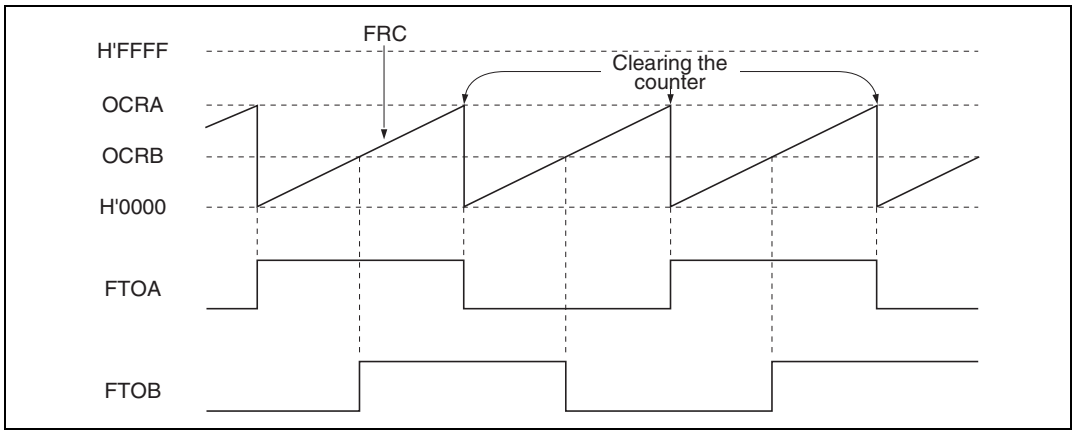 FRC
H'FFFF
Clearing the
counter
OCRA
OCRB
H'0000
FTOA
FTOB